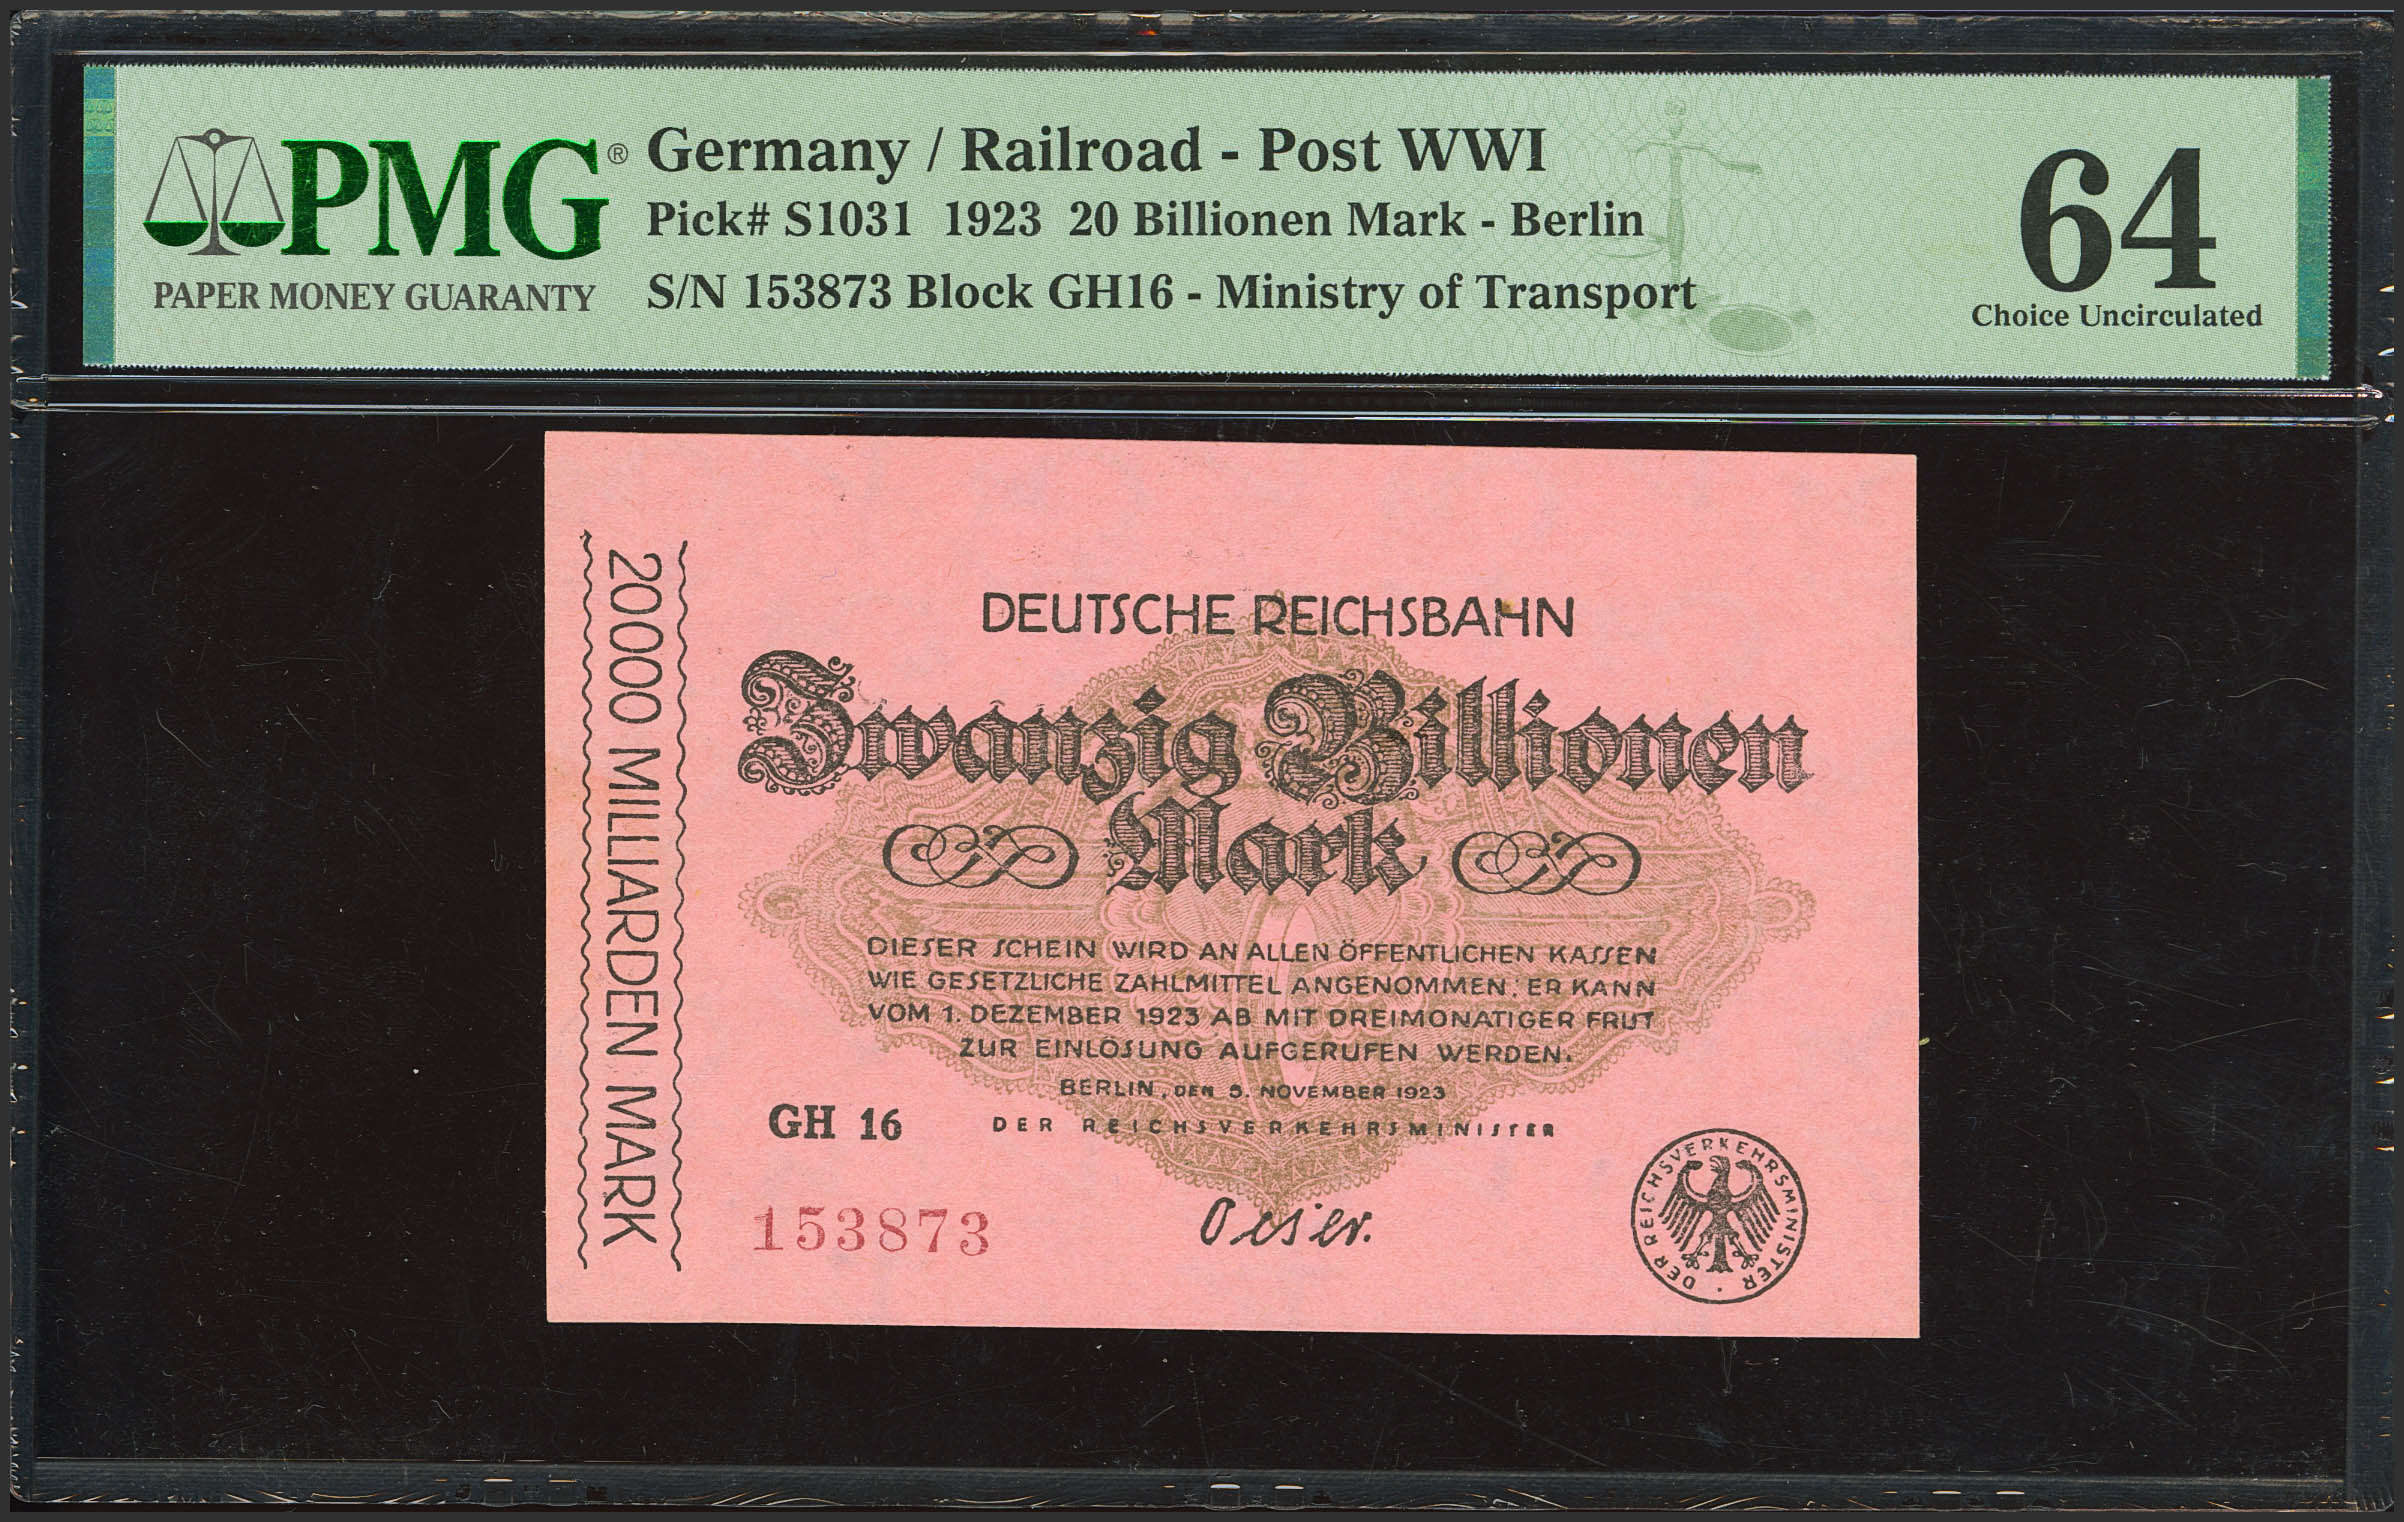 PMG®
PAPER MONEY GUARANTY
Germany / Railroad - Post WWI
Pick# S1031 1923 20 Billionen Mark - Berlin
S/N 153873 Block GH16 - Ministry of Transport
64
Choice Uncirculated
20000 MILLIARDEN MARK
DEUTSCHE REICHSBAHN
Zwanzig Billionen
Mark
DIESER SCHEIN WIRD AN ALLEN ÖFFENTLICHEN KASSEN
WIE GESETZLICHE ZAHLMITTEL ANGENOMMEN. ER KANN
VOM 1. DEZEMBER 1923 AB MIT DREIMONATIGER FRIST
ZUR EINLÖSUNG AUFGERUFEN WERDEN.
BERLIN, DEN 5. NOVEMBER 1923
DER REICHSVERKEHRSMINISTER
GH 16
153873
Oeser.
DER REICHSVERKEHRSMINISTER